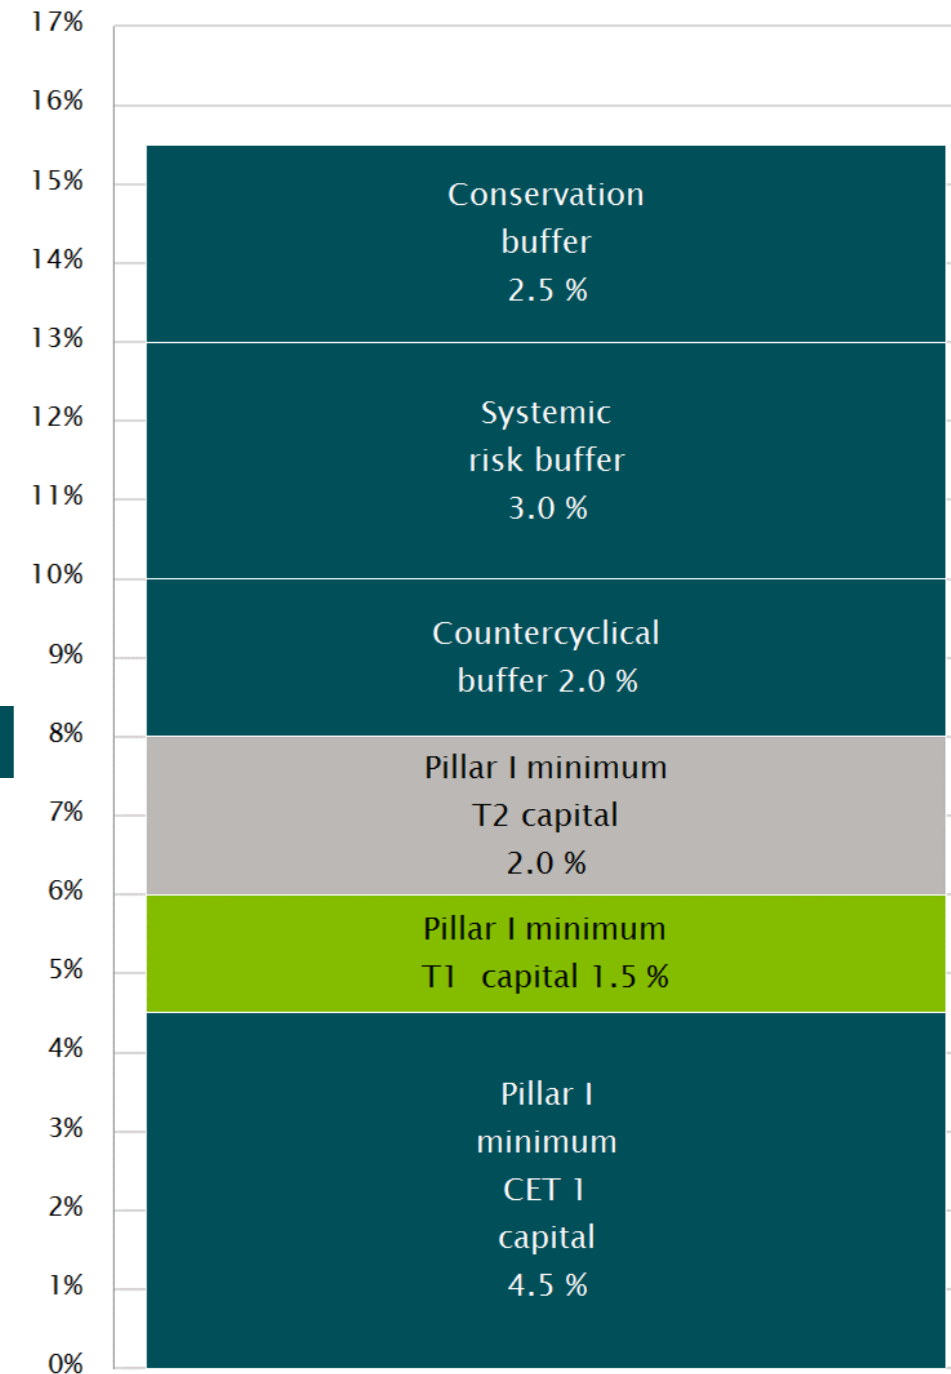 17%
16%
15%
14%
13%
12%
11%
10%
9%
8%
7%
6%
5%
4%
3%
2%
1%
0%
Conservation
buffer
2.5 %
Systemic
risk buffer
3.0 %
Countercyclical
buffer 2.0 %
Pillar I minimum
T2 capital
2.0 %
Pillar I minimum
T1 capital 1.5 %
Pillar I
minimum
CET 1
capital
4.5 %